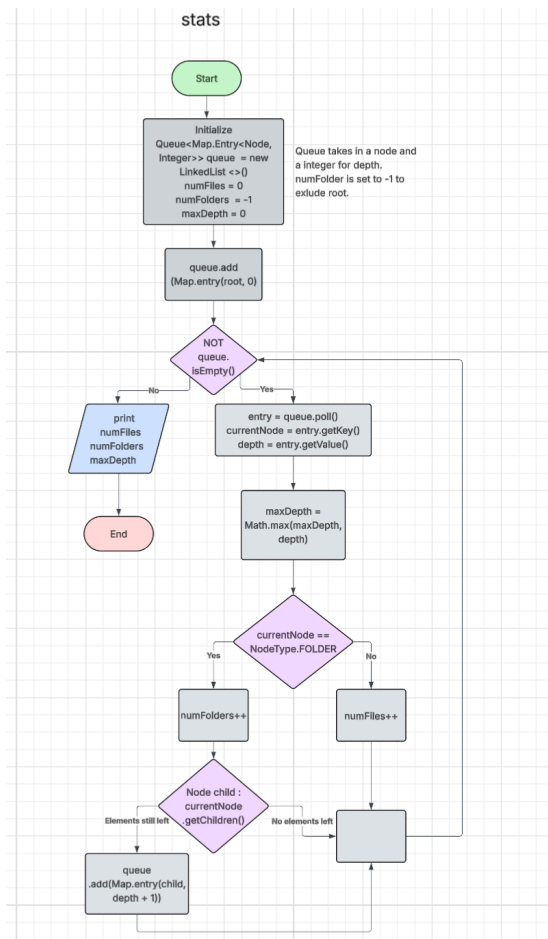 stats
Start
Initialize
Queue<Map.Entry<Node,
Integer>> queue = new
LinkedList <>()
numFiles = 0
numFolders = -1
maxDepth = 0
Queue takes in a node and
a integer for depth.
numFolder is set to -1 to
exlude root.
queue.add
(Map.entry(root, 0)
NOT
queue.
isEmpty()
No
Yes
print
numFiles
numFolders
maxDepth
entry = queue.poll()
currentNode = entry.getKey()
depth = entry.getValue()
End
maxDepth =
Math.max(maxDepth,
depth)
currentNode ==
NodeType.FOLDER
Yes
No
numFolders++
numFiles++
Node child :
currentNode
.getChildren()
Elements still left
No elements left
queue
.add(Map.entry(child,
depth + 1))